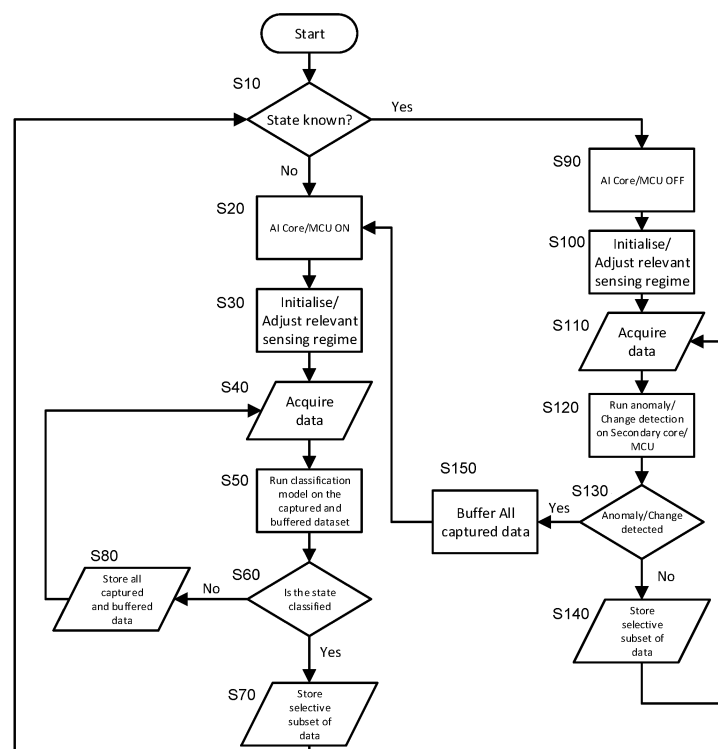 Start
S10
State known?
Yes
No
S20
AI Core/MCU ON
S30
Initialise/
Adjust relevant
sensing regime
S40
Acquire
data
S50
Run classification
model on the
captured and
buffered dataset
S60
Is the state
classified
No
S80
Store all
captured
and buffered
data
Yes
S70
Store
selective
subset of
data
S90
AI Core/MCU OFF
S100
Initialise/
Adjust relevant
sensing regime
S110
Acquire
data
S120
Run anomaly/
Change detection
on Secondary core/
MCU
S130
Anomaly/Change
detected
Yes
S150
Buffer All
captured data
No
S140
Store
selective
subset of
data